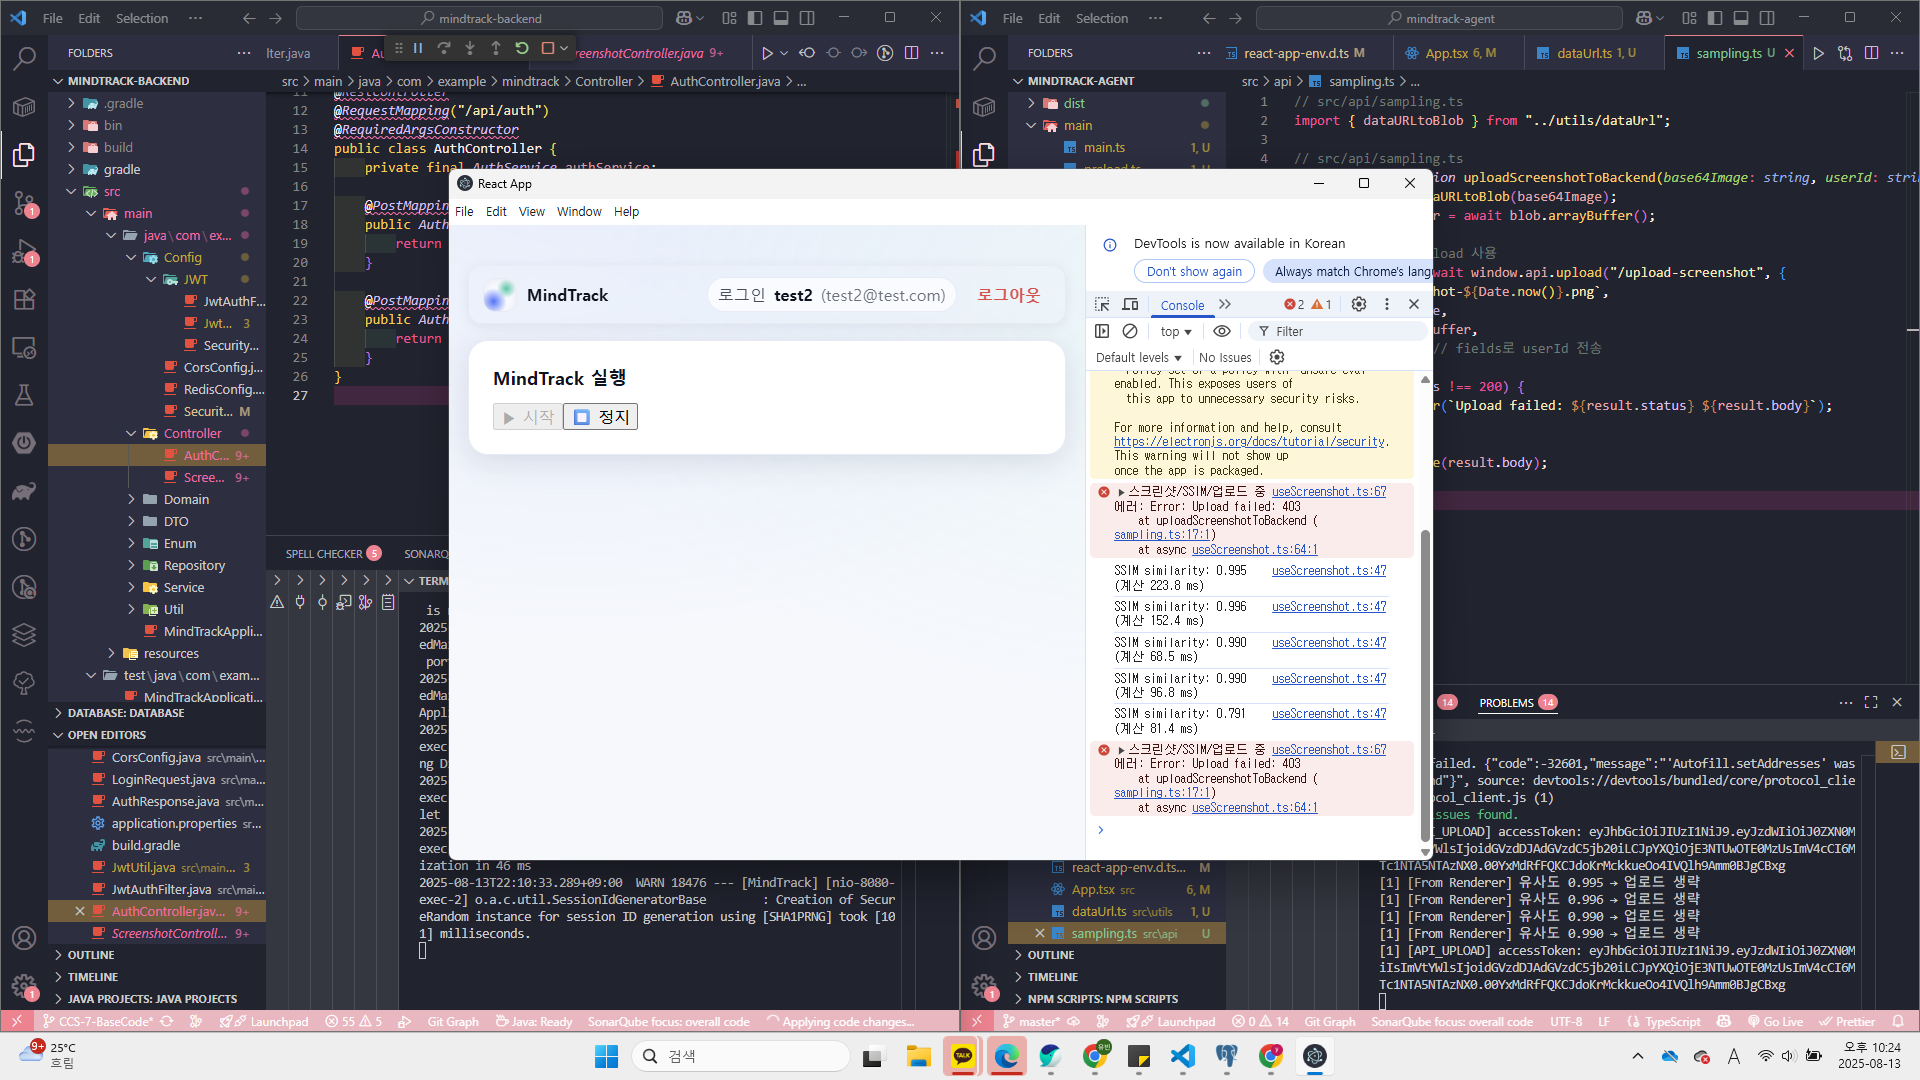 File Edit Selection ··· mindtrack-backend
FOLDERS ···
MINDTRACK-BACKEND
.gradle
bin
build
gradle
src
main
java\com\ex...
Config
JWT
JwtAuthF...
Jwt... 3
Security...
CorsConfig.j...
RedisConfig...
Securit... M
Controller
AuthC... 9+
Scree... 9+
Domain
DTO
Enum
Repository
Service
Util
MindTrackAppli...
resources
test\java\com\exam...
MindTrackApplicati...
DATABASE: DATABASE
OPEN EDITORS
CorsConfig.java src\main\...
LoginRequest.java src\ma...
AuthResponse.java src\m...
application.properties sr...
build.gradle
JwtUtil.java src\main... 3
JwtAuthFilter.java src\mai...
AuthController.jav... 9+
ScreenshotControll... 9+
OUTLINE
TIMELINE
JAVA PROJECTS: JAVA PROJECTS
lter.java
reenshotController.java 9+
src > main > java > com > example > mindtrack > Controller > AuthController.java > ...
11 @RestController
12 @RequestMapping("/api/auth")
13 @RequiredArgsConstructor
14 public class AuthController {
15 private final AuthService authService;
16
17 @PostMapping
18 public Auth
19 return
20 }
21
22 @PostMapping
23 public Auth
24 return
25 }
26 }
27
SPELL CHECKER 5 SONARQ
TERM
is
2025
edMa
por
2025
edMa
Appl
2025
exec
ng D
2025
exec
let
2025
exec
ization in 46 ms
2025-08-13T22:10:33.289+09:00 WARN 18476 --- [MindTrack] [nio-8080-
exec-2] o.a.c.util.SessionIdGeneratorBase : Creation of Secur
eRandom instance for session ID generation using [SHA1PRNG] took [10
1] milliseconds.
React App
File Edit View Window Help
MindTrack
로그인 test2 (test2@test.com)
로그아웃
MindTrack 실행
▶ 시작
정지
DevTools is now available in Korean
Don't show again
Always match Chrome's lang
Console 2 1
top ▼ Filter
Default levels ▼ No Issues
enabled. This exposes users of
this app to unnecessary security risks.
For more information and help, consult
https://electronjs.org/docs/tutorial/security.
This warning will not show up
once the app is packaged.
▶스크린샷/SSIM/업로드 중 useScreenshot.ts:67
에러: Error: Upload failed: 403
at uploadScreenshotToBackend (
sampling.ts:17:1)
at async useScreenshot.ts:64:1
SSIM similarity: 0.995 useScreenshot.ts:47
(계산 223.8 ms)
SSIM similarity: 0.996 useScreenshot.ts:47
(계산 152.4 ms)
SSIM similarity: 0.990 useScreenshot.ts:47
(계산 68.5 ms)
SSIM similarity: 0.990 useScreenshot.ts:47
(계산 96.8 ms)
SSIM similarity: 0.791 useScreenshot.ts:47
(계산 81.4 ms)
▶스크린샷/SSIM/업로드 중 useScreenshot.ts:67
에러: Error: Upload failed: 403
at uploadScreenshotToBackend (
sampling.ts:17:1)
at async useScreenshot.ts:64:1
File Edit Selection ··· mindtrack-agent
FOLDERS ···
MINDTRACK-AGENT
dist
main
main.ts 1, U
react-app-env.d.ts M
App.tsx 6, M
dataUrl.ts 1, U
sampling.ts U
src > api > sampling.ts > ...
1 // src/api/sampling.ts
2 import { dataURLtoBlob } from "../utils/dataUrl";
3
4 // src/api/sampling.ts
ion uploadScreenshotToBackend(base64Image: string, userId: stri
aURLtoBlob(base64Image);
r = await blob.arrayBuffer();
load 사용
wait window.api.upload("/upload-screenshot", {
hot-${Date.now()}.png`,
e,
uffer,
// fields로 userId 전송
s !== 200) {
r(`Upload failed: ${result.status} ${result.body}`);
e(result.body);
14 PROBLEMS 14
failed. {"code":-32601,"message":"'Autofill.setAddresses' was
nd"}", source: devtools://devtools/bundled/core/protocol_clie
col_client.js (1)
issues found.
[API_UPLOAD] accessToken: eyJhbGciOiJIUzI1NiJ9.eyJzdWIiOiJ0ZXN0M
[1] [From Renderer] 유사도 0.995 → 업로드 생략
[1] [From Renderer] 유사도 0.996 → 업로드 생략
[1] [From Renderer] 유사도 0.990 → 업로드 생략
[1] [From Renderer] 유사도 0.990 → 업로드 생략
[1] [API_UPLOAD] accessToken: eyJhbGciOiJIUzI1NiJ9.eyJzdWIiOiJ0ZXN0M
react-app-env.d.ts... M
App.tsx src 6, M
dataUrl.ts src\utils 1, U
sampling.ts src\api U
OUTLINE
TIMELINE
NPM SCRIPTS: NPM SCRIPTS
CCS-7-BaseCode* Launchpad 55 5 Git Graph Java: Ready SonarQube focus: overall code Applying code changes...
master* Launchpad 0 14 Git Graph SonarQube focus: overall code UTF-8 LF TypeScript Go Live Prettier
9+ 25°C
흐림
검색
TALK
A
오후 10:24
2025-08-13